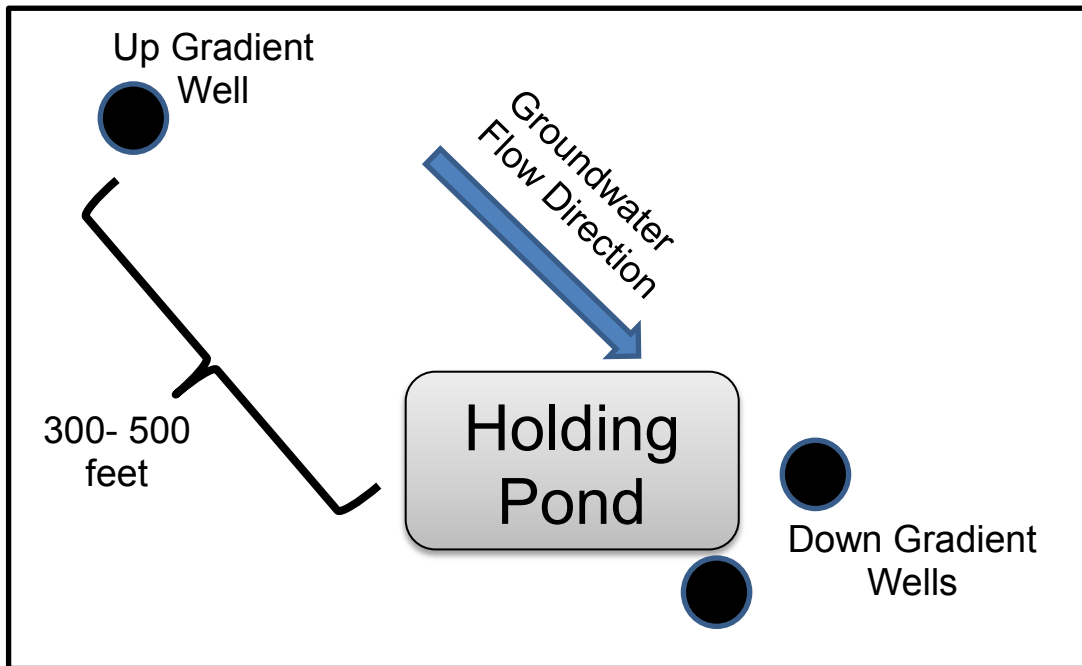 Up Gradient
Well
Groundwater
Flow Direction
300- 500
feet
Holding
Pond
Down Gradient
Wells